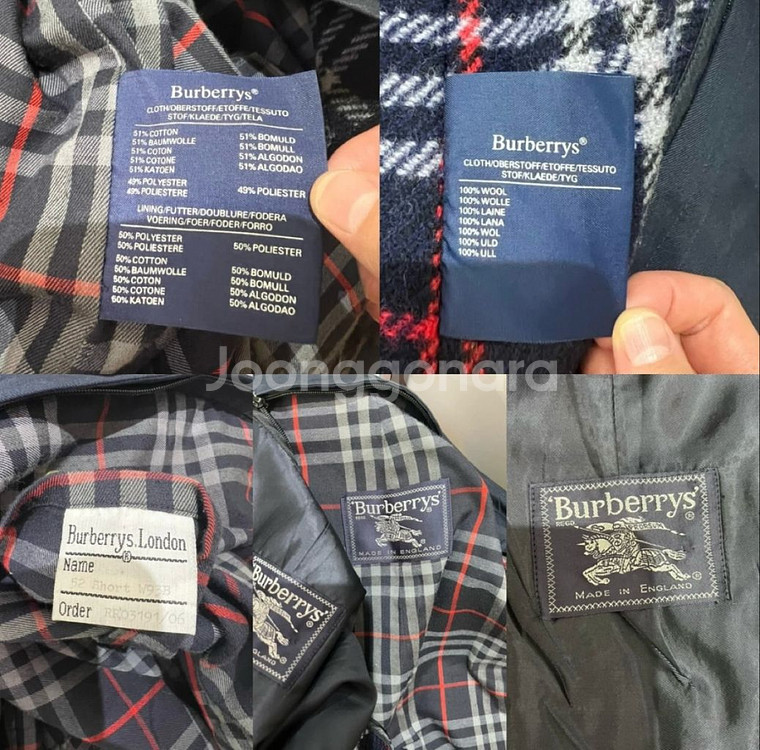 Burberrys®
CLOTH/OBERSTOFF/ETOFFE/TESSUTO
STOF/KLAEDE/TYG/TELA
51% COTTON
51% BAUMWOLLE
51% COTON
51% COTONE
51% KATOEN
51% BOMULD
51% BOMULL
51% ALGODON
51% ALGODAO
49% POLYESTER
49% POLIESTERE
49% POLIESTER
LINING/FUTTER/DOUBLURE/FODERA
VOERING/FOER/FODER/FORRO
50% POLYESTER
50% POLIESTERE
50% POLIESTER
50% COTTON
50% BAUMWOLLE
50% COTON
50% COTONE
50% KATOEN
50% BOMULD
50% BOMULL
50% ALGODON
50% ALGODAO
Burberrys®
CLOTH/OBERSTOFF/ETOFFE/TESSUTO
STOF/KLAEDE/TYG
100% WOOL
100% WOLLE
100% LAINE
100% LANA
100% WOL
100% ULD
100% ULL
Joonggonara
Burberrys. London
®
Name
52 Short
Order
Burberrys
®
ENGLAND
Burberrys
REGD
®
MADE IN ENGLAND
Burberrys
REGD
®
MADE IN ENGLAND